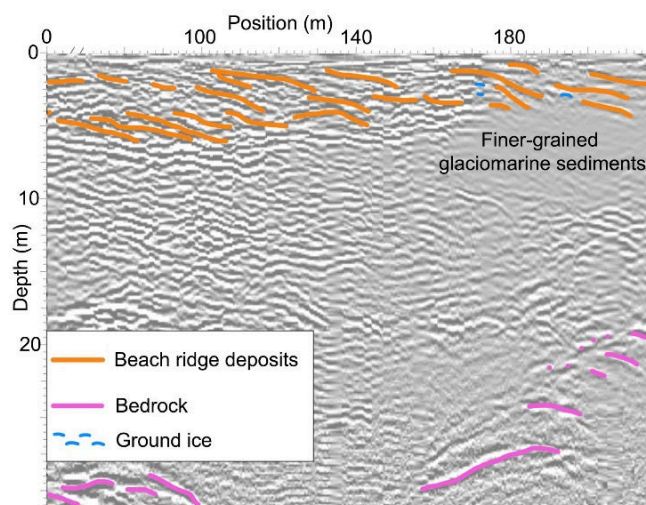 Position (m)
0 100 140 180
0
Finer-grained
glaciomarine sediments
10
Depth (m)
20
Beach ridge deposits
Bedrock
Ground ice